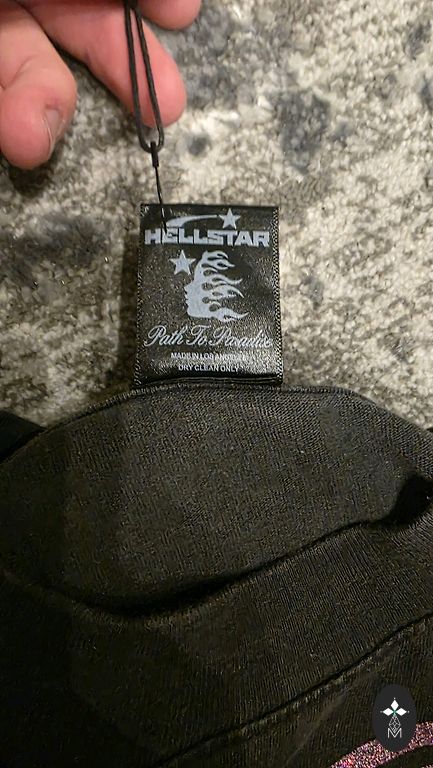 HELLSTAR
Path To Paradise
MADE IN LOS ANGELES
DRY CLEAN ONLY
M